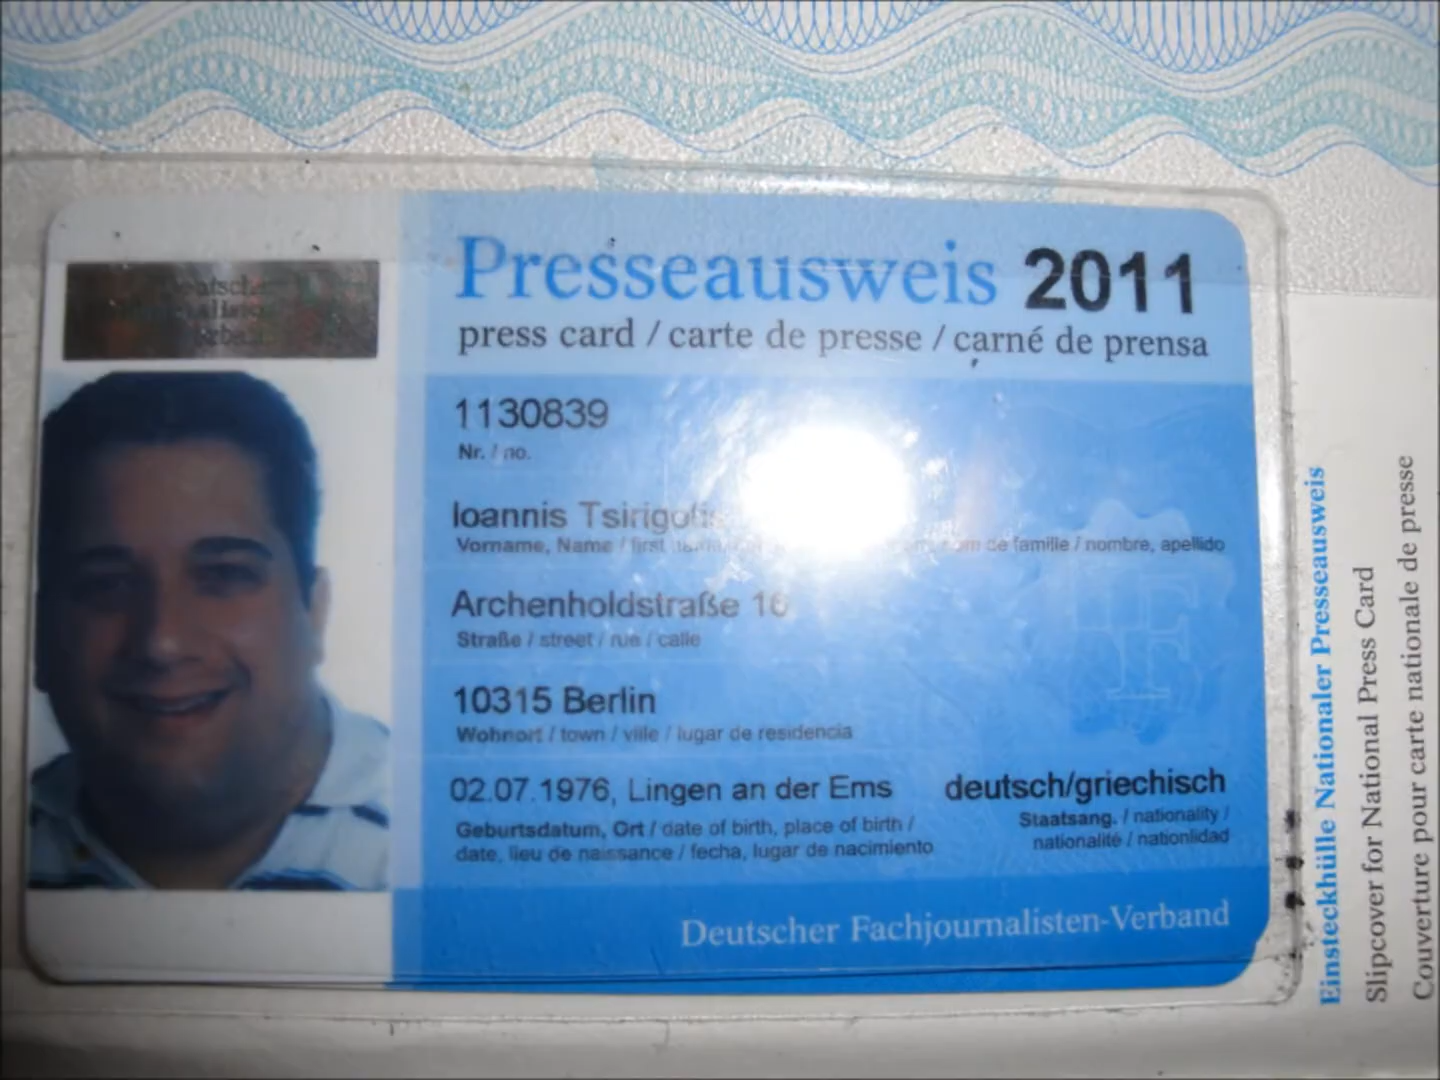 Presseausweis 2011
press card / carte de presse / carné de prensa
1130839
Nr. / no.
Ioannis
Vorname, Name / first de famille / nombre, apellido
Archenholdstraße
Straße / street / rue / calle
10315 Berlin
Wohnort / town / ville / lugar de residencia
02.07.1976, Lingen an der Ems
deutsch/griechisch
Geburtsdatum, Ort / date of birth, place of birth /
date, lieu de naissance / fecha, lugar de nacimiento
Staatsang. / nationality /
nationalité / nationlidad
Deutscher Fachjournalisten-Verband
Einsteckhülle Nationaler Presseausweis
Slipcover for National Press Card
Couverture pour carte nationale de presse